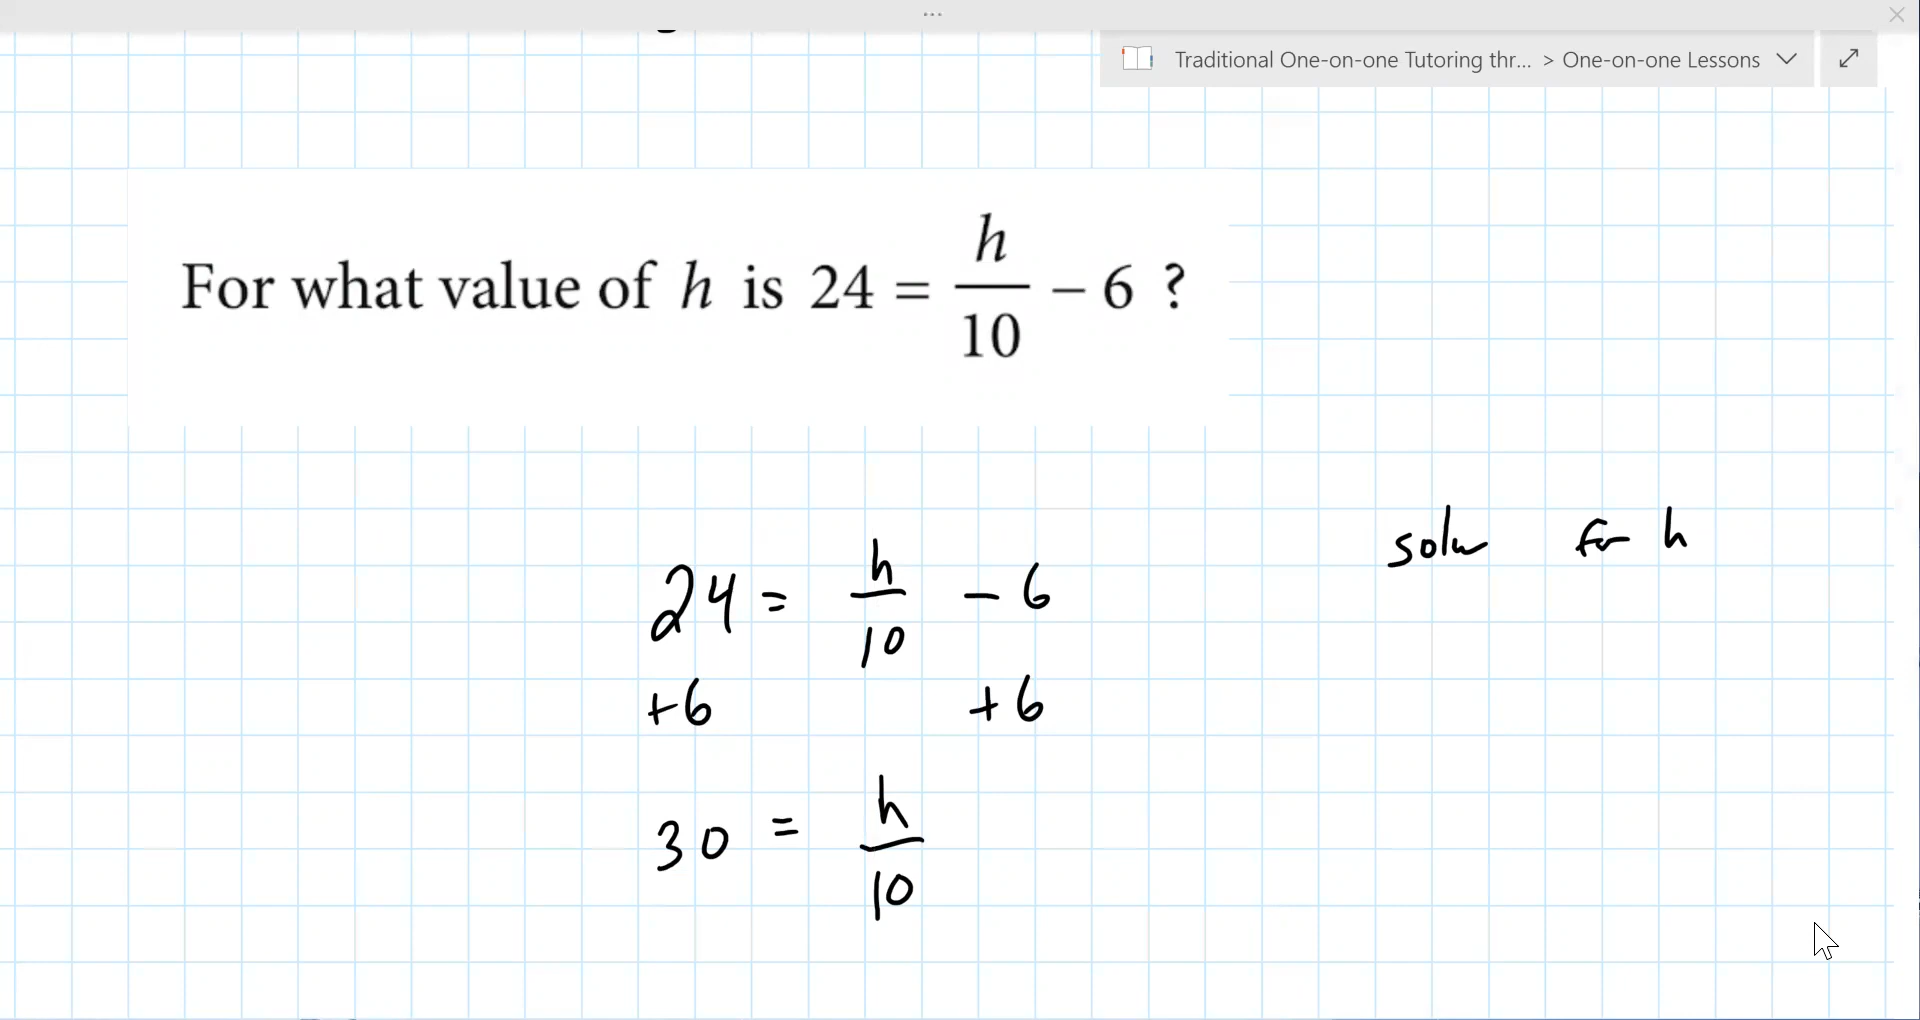 ...
Traditional One-on-one Tutoring thr... > One-on-one Lessons
For what value of h is 24 = h/10 − 6 ?
solve for h
24 = h/10 − 6
+6 +6
30 = h/10